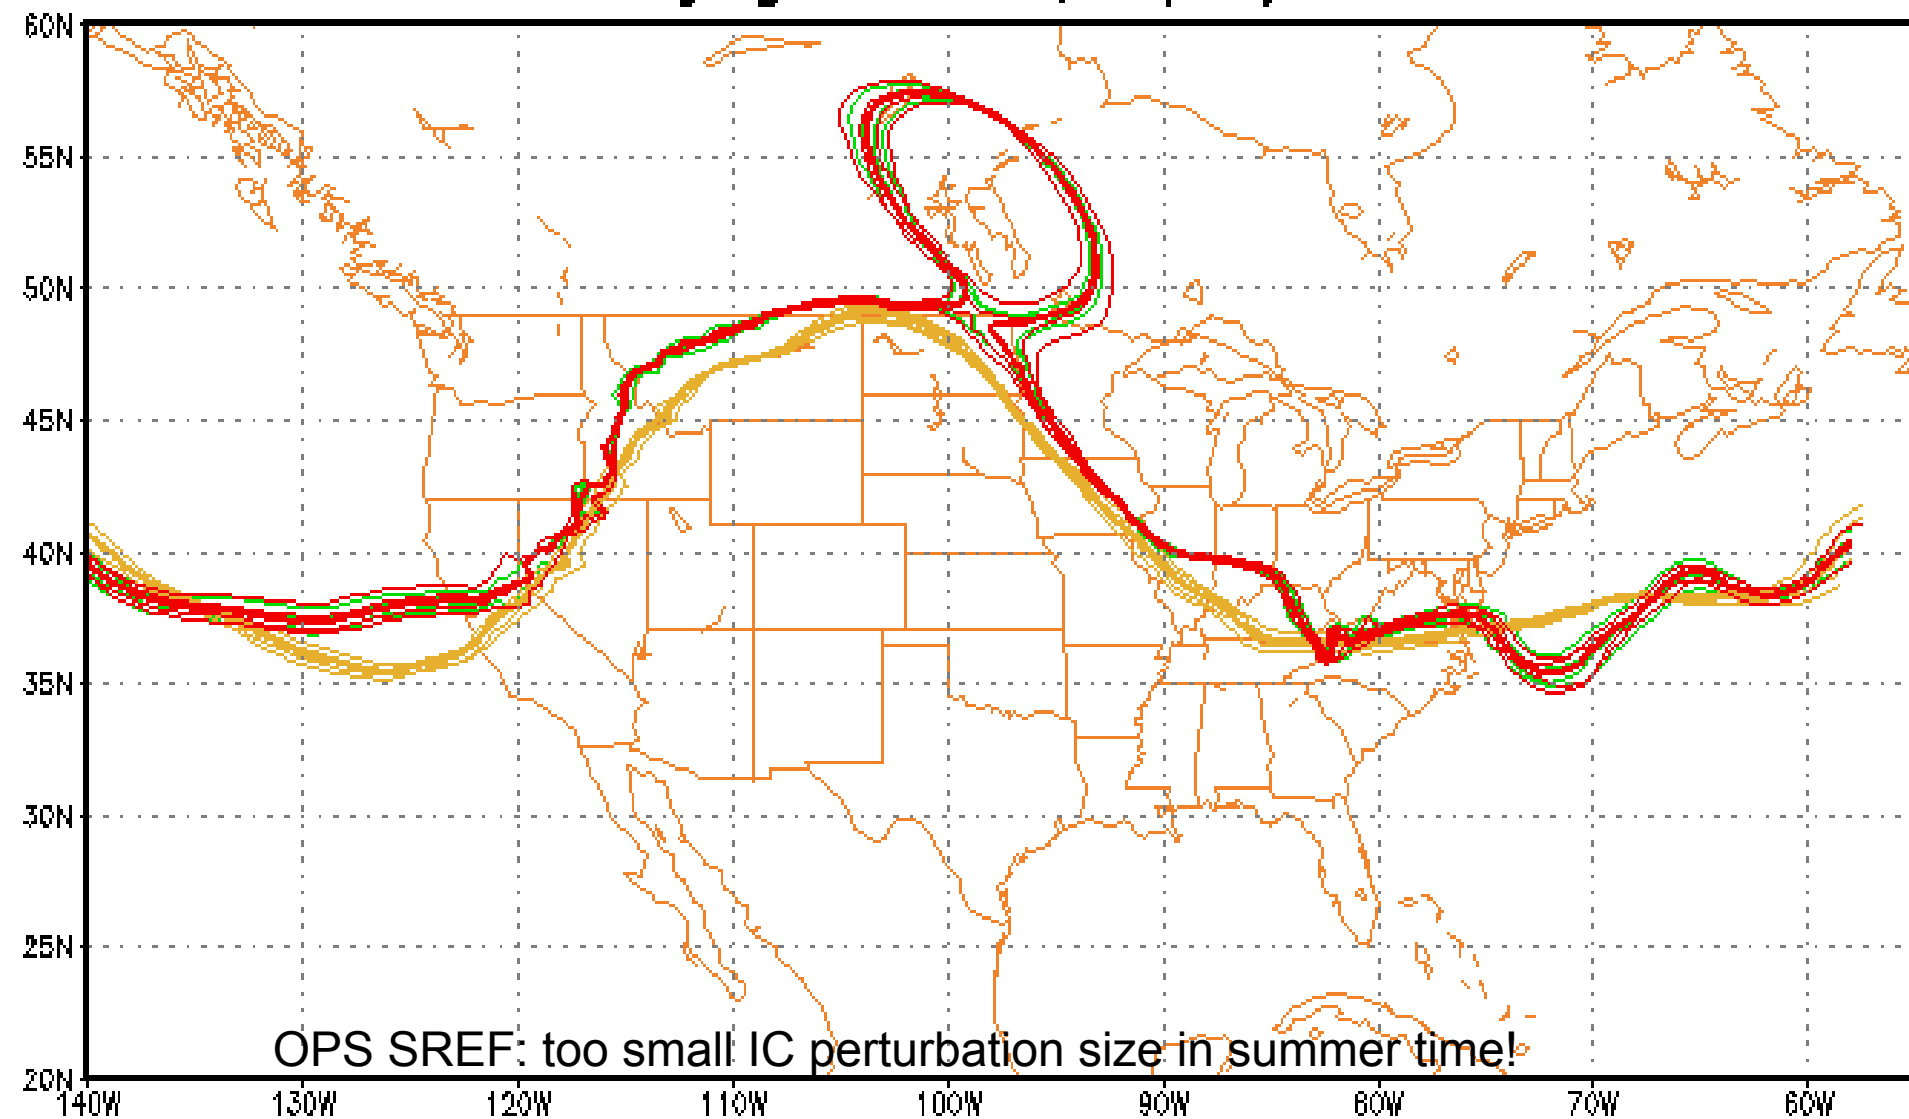 60N
55N
50N
45N
40N
35N
30N
25N
20N
OPS SREF: too small IC perturbation size in summer time!
140W 130W 120W 110W 100W 90W 80W 70W 60W